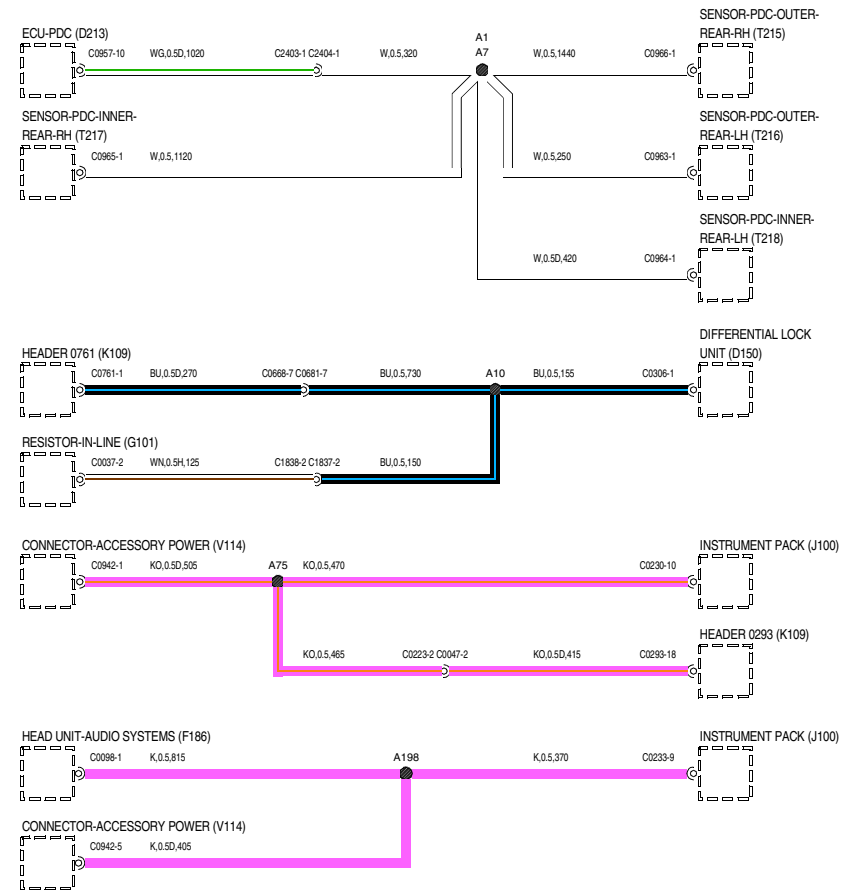 SENSOR-PDC-OUTER-
ECU-PDC (D213)
A1
REAR-RH (T215)
C0957-10
WG,0.5D,1020
C2403-1 C2404-1
W,0.5,320
A7
W,0.5,1440
C0966-1
SENSOR-PDC-INNER-
SENSOR-PDC-OUTER-
REAR-RH (T217)
REAR-LH (T216)
C0965-1
W,0.5,1120
W,0.5,250
C0963-1
SENSOR-PDC-INNER-
REAR-LH (T218)
W,0.5D,420
C0964-1
DIFFERENTIAL LOCK
HEADER 0761 (K109)
UNIT (D150)
C0761-1
BU,0.5D,270
C0668-7 C0681-7
BU,0.5,730
A10
BU,0.5,155
C0306-1
RESISTOR-IN-LINE (G101)
C0037-2
WN,0.5H,125
C1838-2 C1837-2
BU,0.5,150
CONNECTOR-ACCESSORY POWER (V114)
INSTRUMENT PACK (J100)
C0942-1
KO,0.5D,505
A75
KO,0.5,470
C0230-10
HEADER 0293 (K109)
KO,0.5,465
C0223-2 C0047-2
KO,0.5D,415
C0293-18
HEAD UNIT-AUDIO SYSTEMS (F186)
INSTRUMENT PACK (J100)
C0098-1
K,0.5,815
A198
K,0.5,370
C0233-9
CONNECTOR-ACCESSORY POWER (V114)
C0942-5
K,0.5D,405